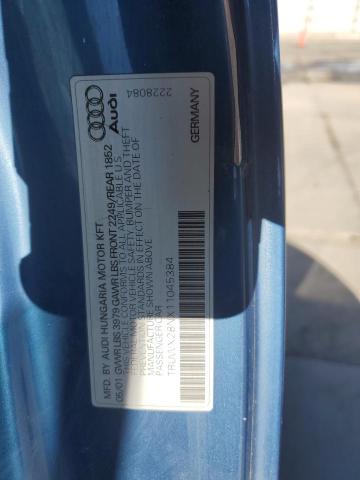 MFD. BY AUDI HUNGARIA MOTOR KFT.
05/01 GVWR LBS 3979 GAWR LBS FRONT 2249/REAR 1852
THIS VEHICLE CONFORMS TO ALL APPLICABLE U.S.
FEDERAL MOTOR VEHICLE SAFETY, BUMPER AND THEFT
PREVENTION STANDARDS IN EFFECT ON THE DATE OF
MANUFACTURE SHOWN ABOVE
PASSENGER CAR
Audi
2228084
GERMANY